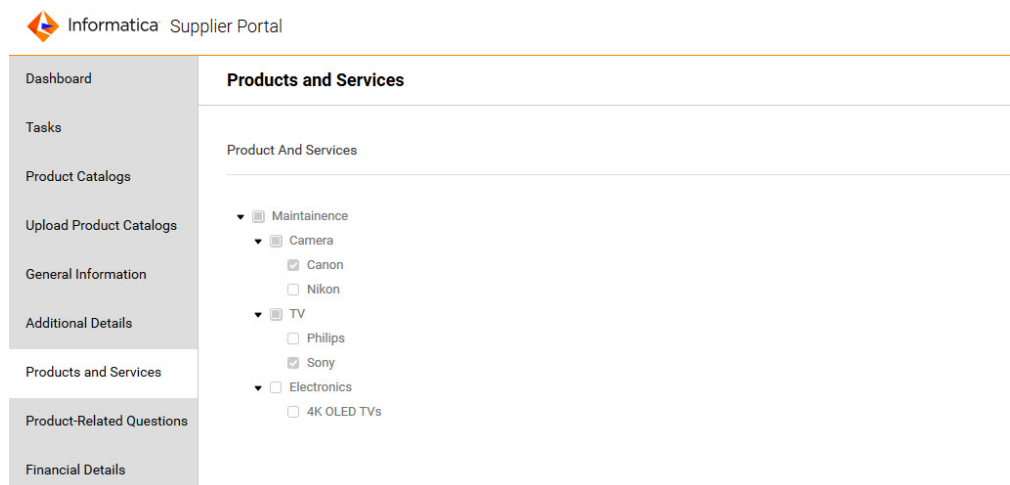 Informatica Supplier Portal
Dashboard
Tasks
Product Catalogs
Upload Product Catalogs
General Information
Additional Details
Products and Services
Product-Related Questions
Financial Details
Products and Services
Product And Services
Maintainence
Camera
Canon
Nikon
TV
Philips
Sony
Electronics
4K OLED TVs